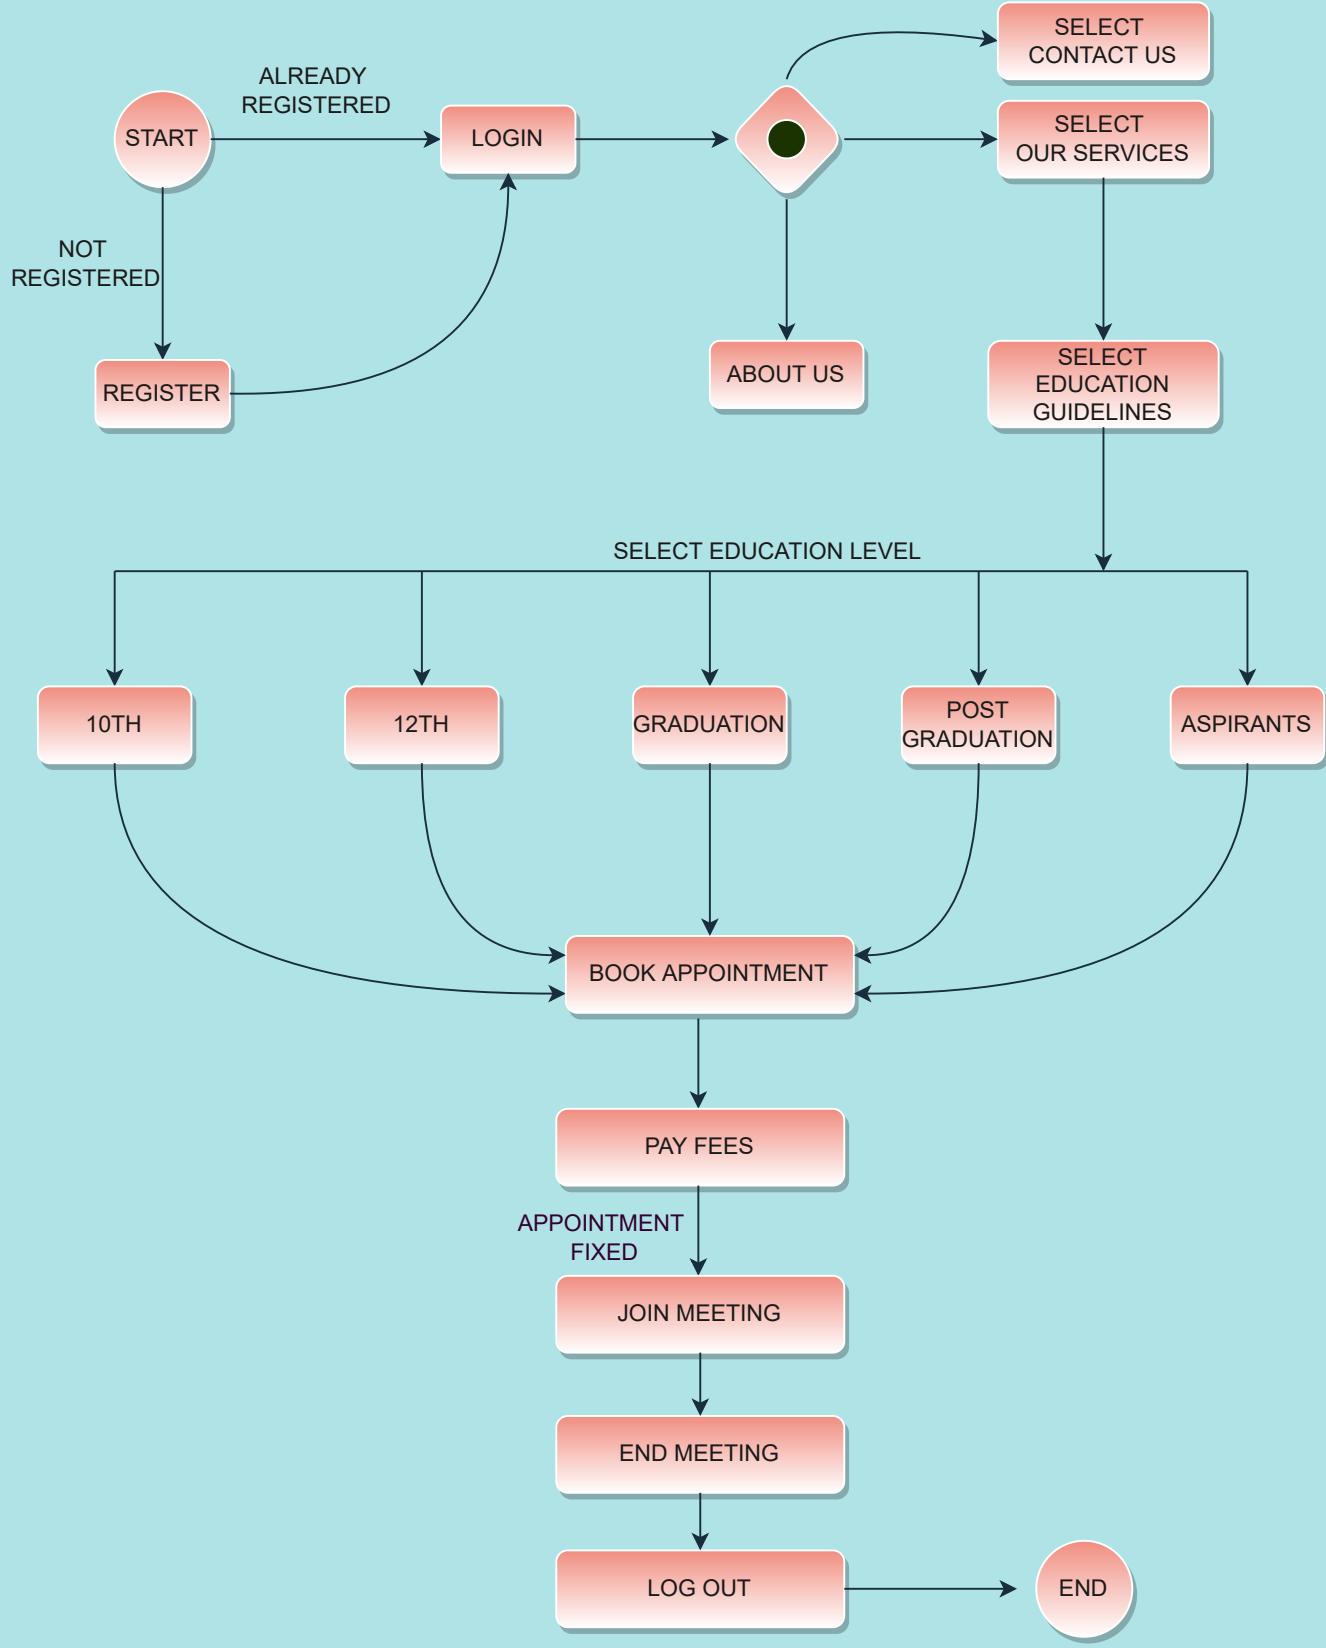 SELECT
CONTACT US
ALREADY
REGISTERED
START
LOGIN
SELECT
OUR SERVICES
NOT
REGISTERED
REGISTER
ABOUT US
SELECT
EDUCATION
GUIDELINES
SELECT EDUCATION LEVEL
10TH
12TH
GRADUATION
POST
GRADUATION
ASPIRANTS
BOOK APPOINTMENT
PAY FEES
APPOINTMENT
FIXED
JOIN MEETING
END MEETING
LOG OUT
END